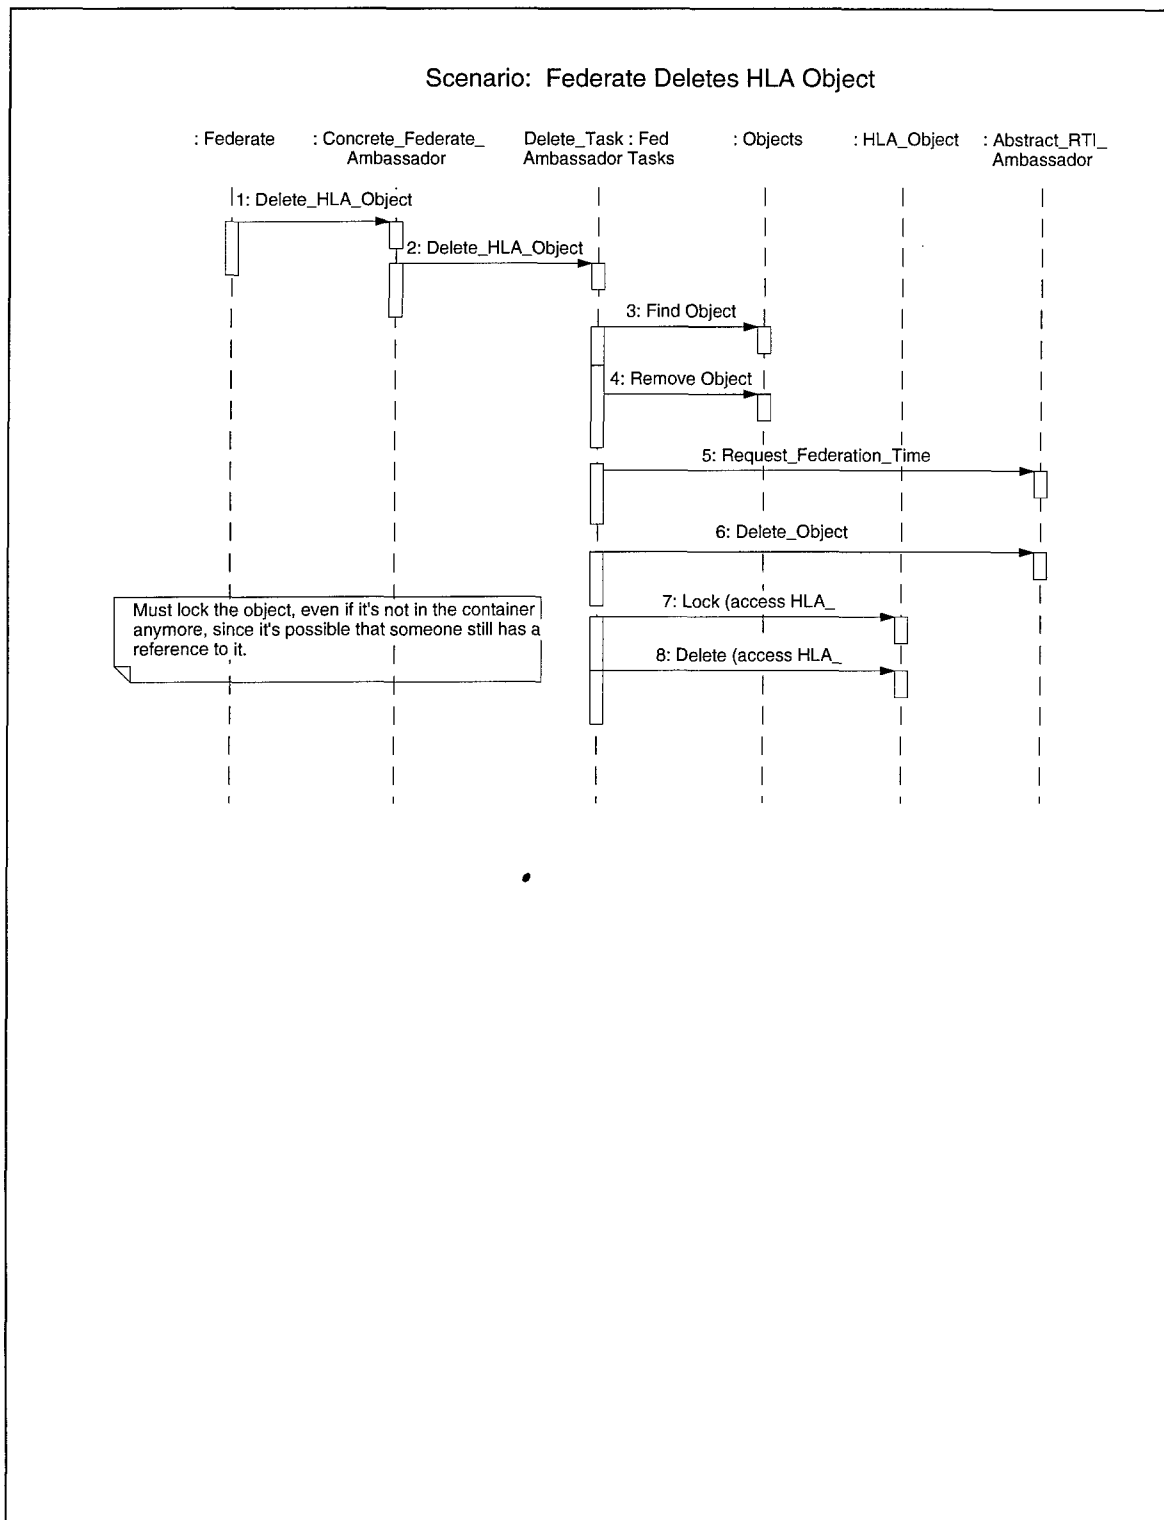 Scenario: Federate Deletes HLA Object
: Federate
: Concrete_Federate_
Ambassador
Delete_Task : Fed
Ambassador Tasks
: Objects
: HLA_Object
: Abstract_RTI_
Ambassador
1: Delete_HLA_Object
2: Delete_HLA_Object
3: Find Object
4: Remove Object
5: Request_Federation_Time
6: Delete_Object
Must lock the object, even if it's not in the container
anymore, since it's possible that someone still has a
reference to it.
7: Lock (access HLA_
8: Delete (access HLA_